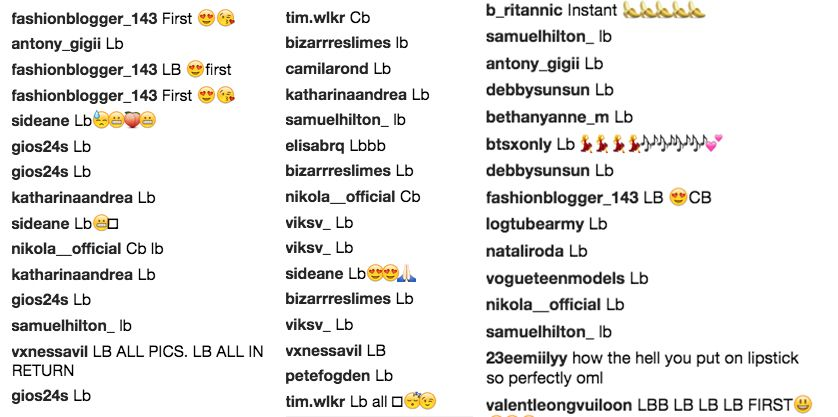 fashionblogger_143 First 😍😘
antony_gigii Lb
fashionblogger_143 LB 😍first
fashionblogger_143 First 😍😘
sideane Lb😓😬🍑😬
gios24s Lb
gios24s Lb
katharinaandrea Lb
sideane Lb😬□
nikola__official Cb lb
katharinaandrea Lb
gios24s Lb
samuelhilton_ lb
vxnessavil LB ALL PICS. LB ALL IN
RETURN
gios24s Lb
tim.wlkr Cb
bizarrreslimes lb
camilarond Lb
katharinaandrea Lb
samuelhilton_ lb
elisabrq Lbbb
bizarrreslimes Lb
nikola__official Cb
viksv_ Lb
viksv_ Lb
sideane Lb😍😍🙏🏻
bizarrreslimes Lb
viksv_ Lb
vxnessavil LB
petefogden Lb
tim.wlkr Lb all □😴😉
b_ritannic Instant 🍌🍌🍌🍌🍌
samuelhilton_ lb
antony_gigii Lb
debbysunsun Lb
bethanyanne_m Lb
btsxonly Lb 💃💃💃💃🎶🎶🎶🎶💕
debbysunsun Lb
fashionblogger_143 LB 😍CB
logtubearmy Lb
nataliroda Lb
vogueteenmodels Lb
nikola__official Lb
samuelhilton_ lb
23eemiilyy how the hell you put on lipstick
so perfectly oml
valentleongvuiloon LBB LB LB LB FIRST😃